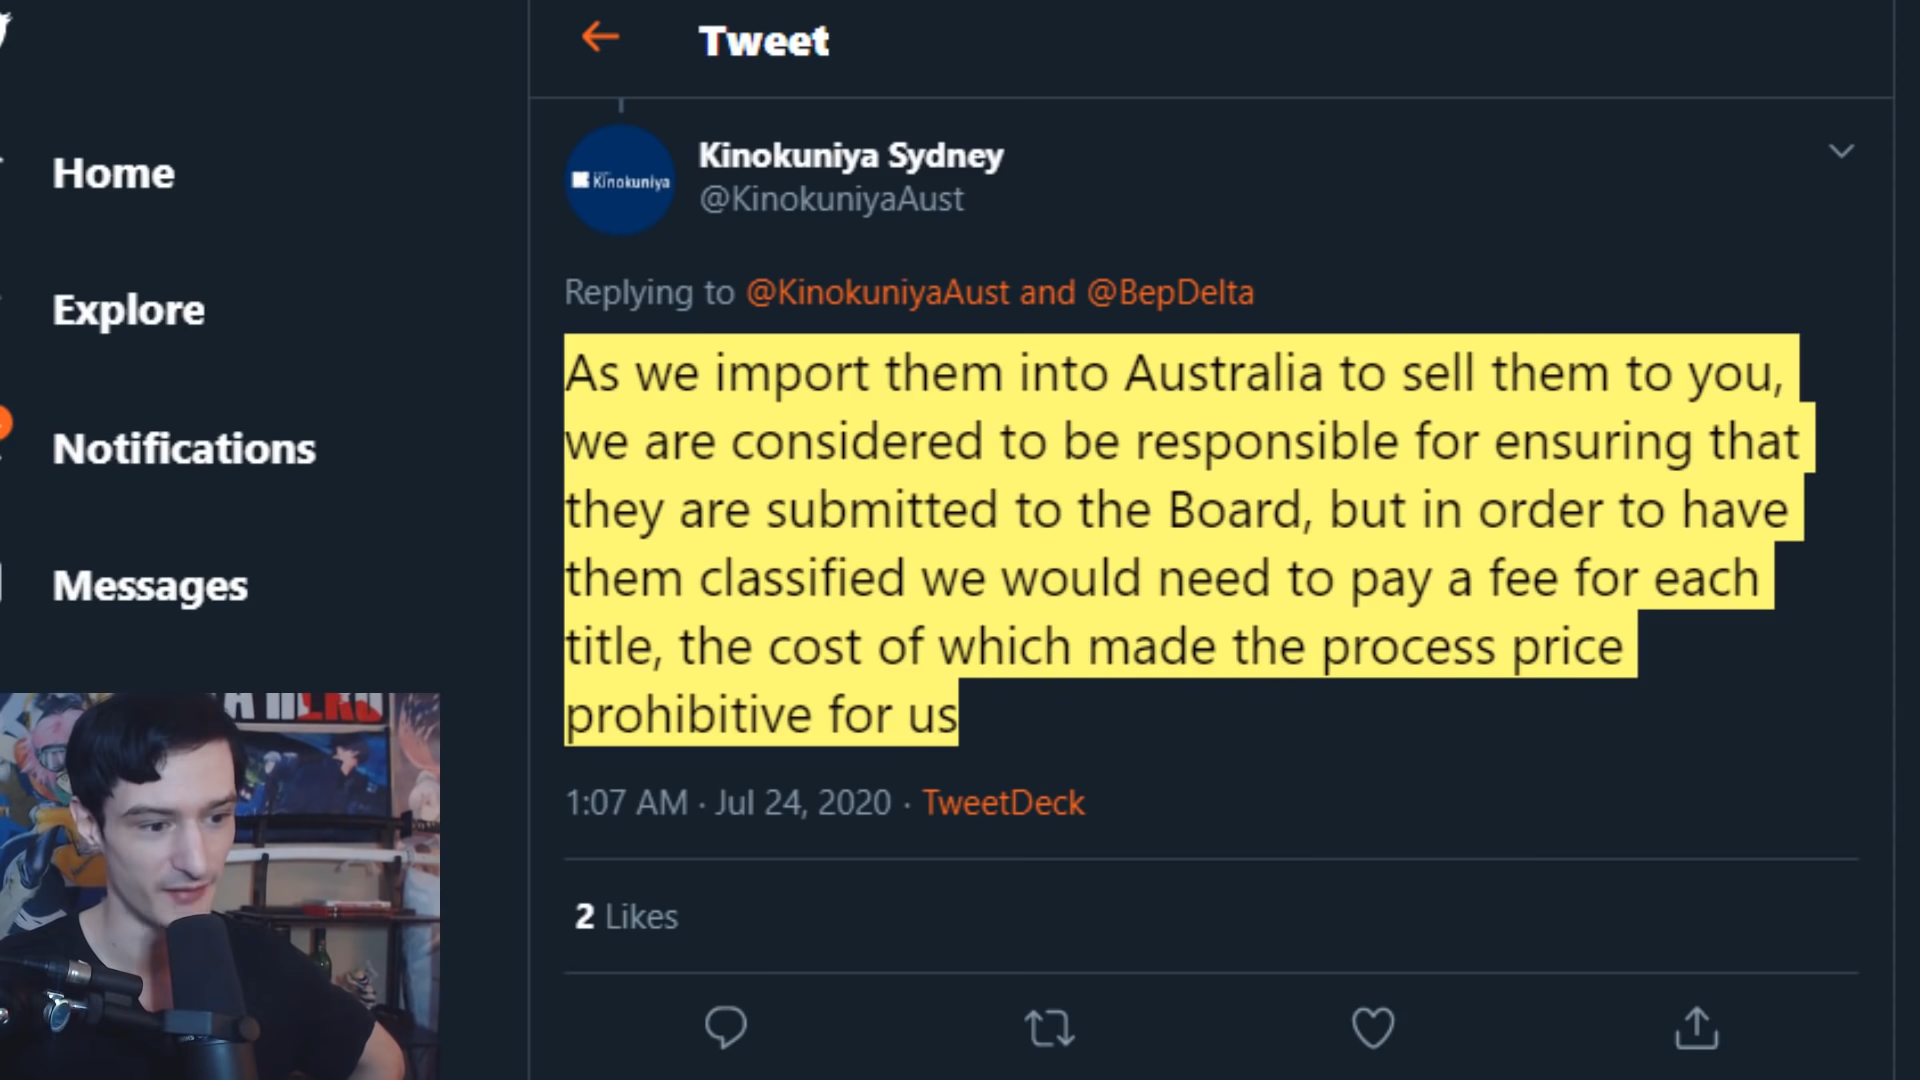 Tweet
Home
Explore
Notifications
Messages
Kinokuniya
Kinokuniya Sydney
@KinokuniyaAust
Replying to @KinokuniyaAust and @BepDelta
As we import them into Australia to sell them to you,
we are considered to be responsible for ensuring that
they are submitted to the Board, but in order to have
them classified we would need to pay a fee for each
title, the cost of which made the process price
prohibitive for us
1:07 AM · Jul 24, 2020 · TweetDeck
2 Likes